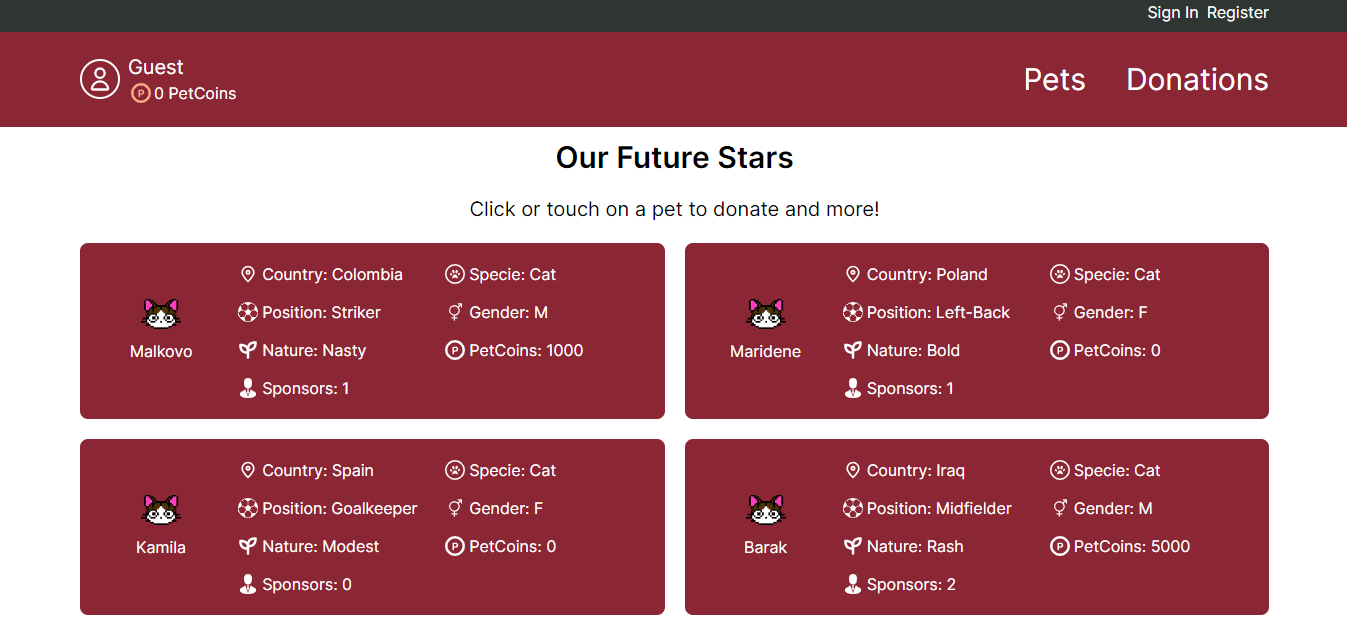 Sign In Register
Guest
0 PetCoins
Pets Donations
Our Future Stars
Click or touch on a pet to donate and more!
Malkovo
Country: Colombia
Specie: Cat
Position: Striker
Gender: M
Nature: Nasty
PetCoins: 1000
Sponsors: 1
Maridene
Country: Poland
Specie: Cat
Position: Left-Back
Gender: F
Nature: Bold
PetCoins: 0
Sponsors: 1
Kamila
Country: Spain
Specie: Cat
Position: Goalkeeper
Gender: F
Nature: Modest
PetCoins: 0
Sponsors: 0
Barak
Country: Iraq
Specie: Cat
Position: Midfielder
Gender: M
Nature: Rash
PetCoins: 5000
Sponsors: 2